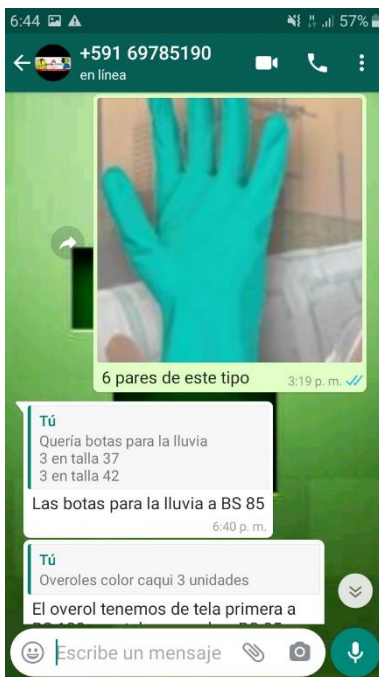 6:44 57%
+591 69785190
en línea
6 pares de este tipo 3:19 p. m.
Tú
Quería botas para la lluvia
3 en talla 37
3 en talla 42
Las botas para la lluvia a BS 85
6:40 p. m.
Tú
Overoles color caqui 3 unidades
El overol tenemos de tela primera a
Escribe un mensaje